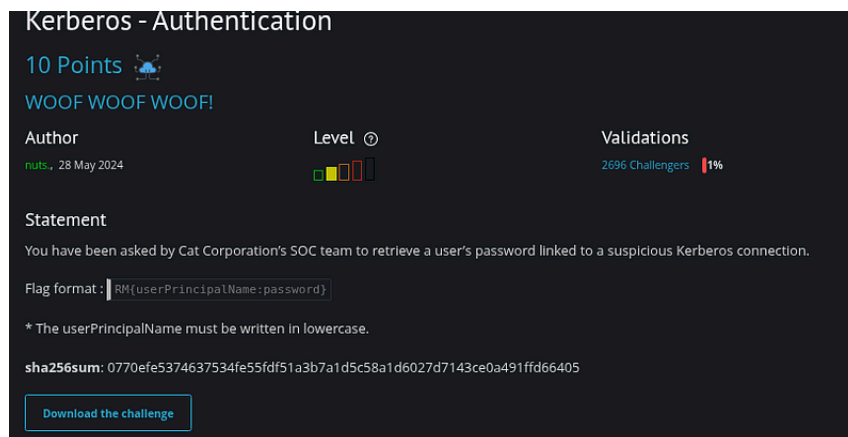 Kerberos - Authentication
10 Points
WOOF WOOF WOOF!
Author
Level ?
Validations
nuts., 28 May 2024
2696 Challengers 1%
Statement
You have been asked by Cat Corporation's SOC team to retrieve a user's password linked to a suspicious Kerberos connection.
Flag format : RM{userPrincipalName:password}
* The userPrincipalName must be written in lowercase.
sha256sum: 0770efe5374637534fe55fdf51a3b7a1d5c58a1d6027d7143ce0a491ffd66405
Download the challenge